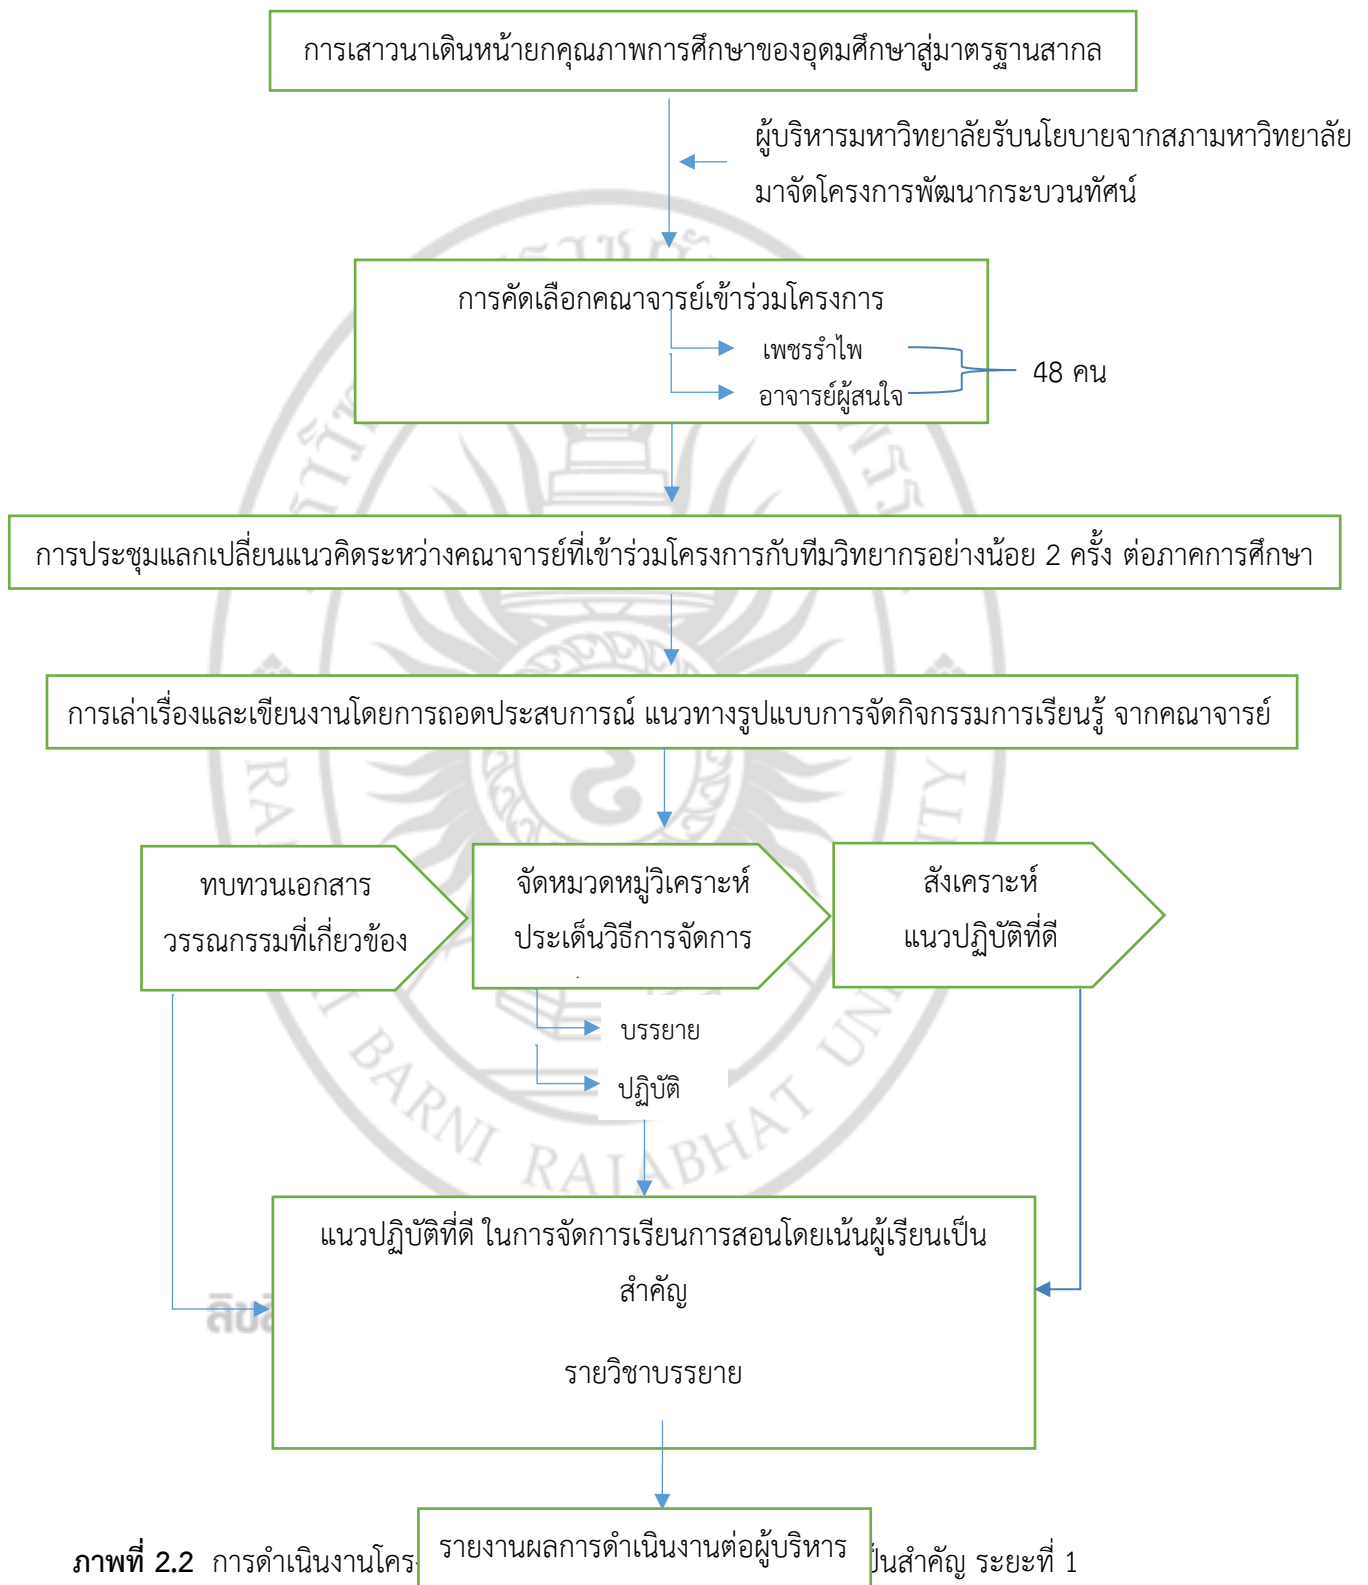 การเสาวนาเดินหน้ายกคุณภาพการศึกษาของอุดมศึกษาสู่มาตรฐานสากล
ผู้บริหารมหาวิทยาลัยรับนโยบายจากสภามหาวิทยาลัย
มาจัดโครงการพัฒนากระบวนทัศน์
การคัดเลือกคณาจารย์เข้าร่วมโครงการ
เพชรรำไพ
อาจารย์ผู้สนใจ
48 คน
การประชุมแลกเปลี่ยนแนวคิดระหว่างคณาจารย์ที่เข้าร่วมโครงการกับทีมวิทยากรอย่างน้อย 2 ครั้ง ต่อภาคการศึกษา
การเล่าเรื่องและเขียนงานโดยการถอดประสบการณ์ แนวทางรูปแบบการจัดกิจกรรมการเรียนรู้ จากคณาจารย์
ทบทวนเอกสาร
วรรณกรรมที่เกี่ยวข้อง
จัดหมวดหมู่วิเคราะห์
ประเด็นวิธีการจัดการ
สังเคราะห์
แนวปฏิบัติที่ดี
บรรยาย
ปฏิบัติ
BARNI RAJABHAT
แนวปฏิบัติที่ดี ในการจัดการเรียนการสอนโดยเน้นผู้เรียนเป็น
สำคัญ
รายวิชาบรรยาย
รายงานผลการดำเนินงานต่อผู้บริหาร
ภาพที่ 2.2 การดำเนินงานโคร เป็นสำคัญ ระยะที่ 1